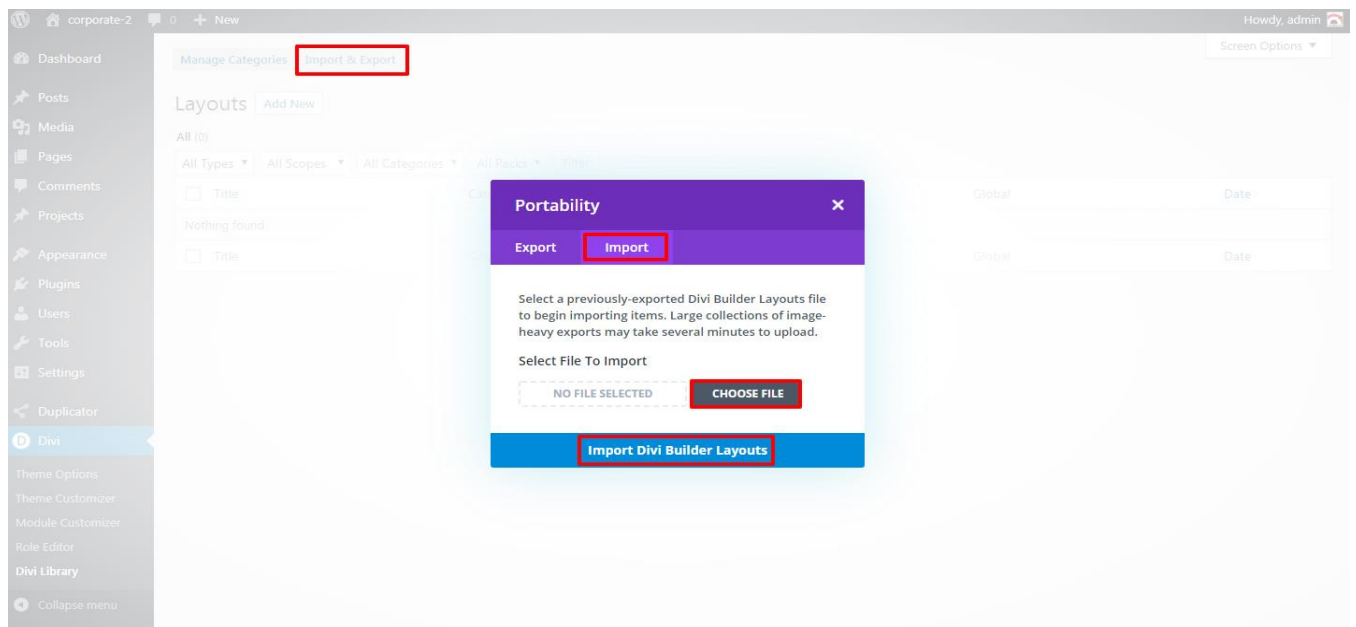 corporate-2 0 + New Howdy, admin
Dashboard
Posts
Media
Pages
Comments
Projects
Appearance
Plugins
Users
Tools
Settings
Duplicator
Divi
Theme Options
Theme Customizer
Module Customizer
Role Editor
Divi Library
Collapse menu
Manage Categories Import & Export Screen Options
Layouts Add New
All (0)
All Types All Scopes All Categories All Packs Filter
Title Global Date
Nothing found
Title Global Date
Portability
Export Import
Select a previously-exported Divi Builder Layouts file
to begin importing items. Large collections of image-
heavy exports may take several minutes to upload.
Select File To Import
NO FILE SELECTED CHOOSE FILE
Import Divi Builder Layouts